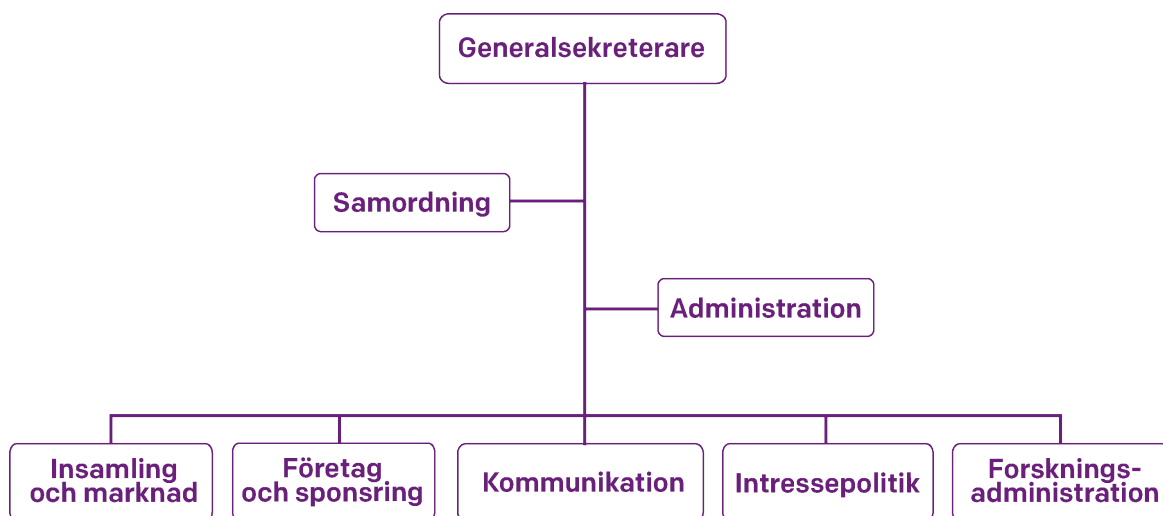 Generalsekreterare
Samordning
Administration
Insamling
och marknad
Företag
och sponsring
Kommunikation
Intressepolitik
Forsknings-
administration